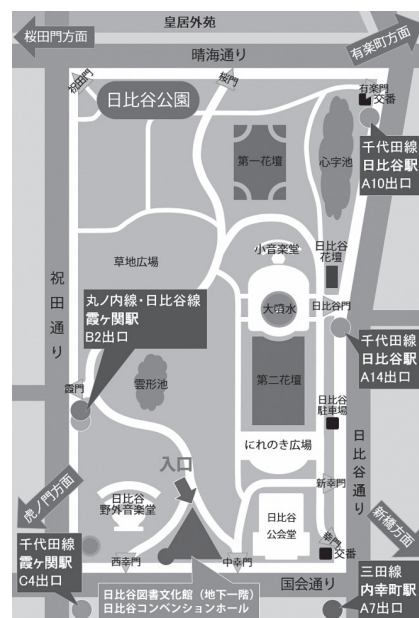 皇居外苑
桜田門方面
晴海通り
有楽町方面
祝田門
桜門
有楽門
交番
日比谷公園
千代田線
日比谷駅
A10出口
第一花壇
心字池
小音楽堂
日比谷
花壇
草地広場
祝田通り
丸ノ内線・日比谷線
霞ヶ関駅
B2出口
大噴水
日比谷門
千代田線
日比谷駅
A14出口
霞門
雲形池
第二花壇
日比谷
駐車場
日比谷通り
にれのき広場
入口
虎ノ門方面
日比谷
野外音楽堂
新幸門
日比谷
公会堂
幸門
交番
新橋方面
千代田線
霞ヶ関駅
C4出口
西幸門
中幸門
国会通り
日比谷図書文化館(地下一階)
日比谷コンベンションホール
三田線
内幸町駅
A7出口